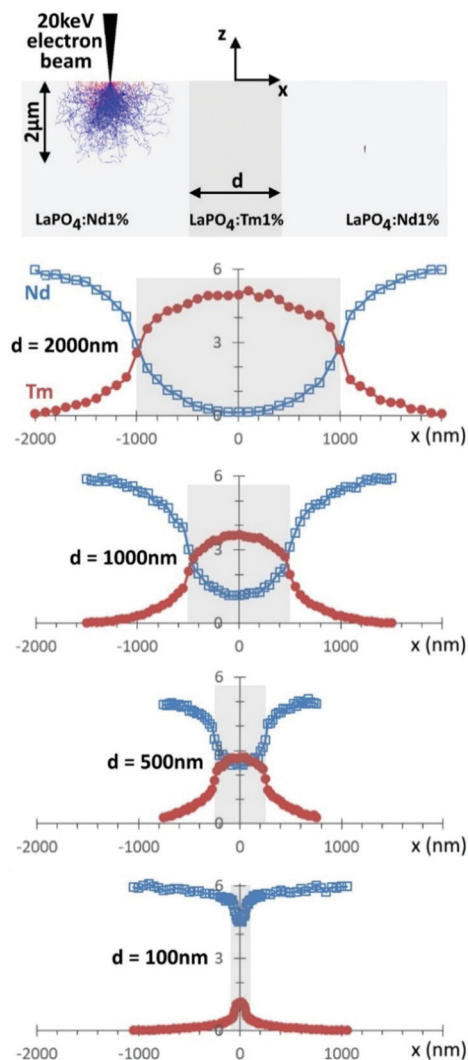 20keV
electron
beam
z
x
2μm
d
LaPO4:Nd1%
LaPO4:Tm1%
LaPO4:Nd1%
6
Nd
d = 2000nm
3
Tm
0
-2000
-1000
0
1000
x (nm)
6
d = 1000nm
3
0
-2000
-1000
0
1000
x (nm)
6
d = 500nm
3
0
-2000
-1000
0
1000
x (nm)
6
d = 100nm
3
0
-2000
-1000
0
1000
x (nm)